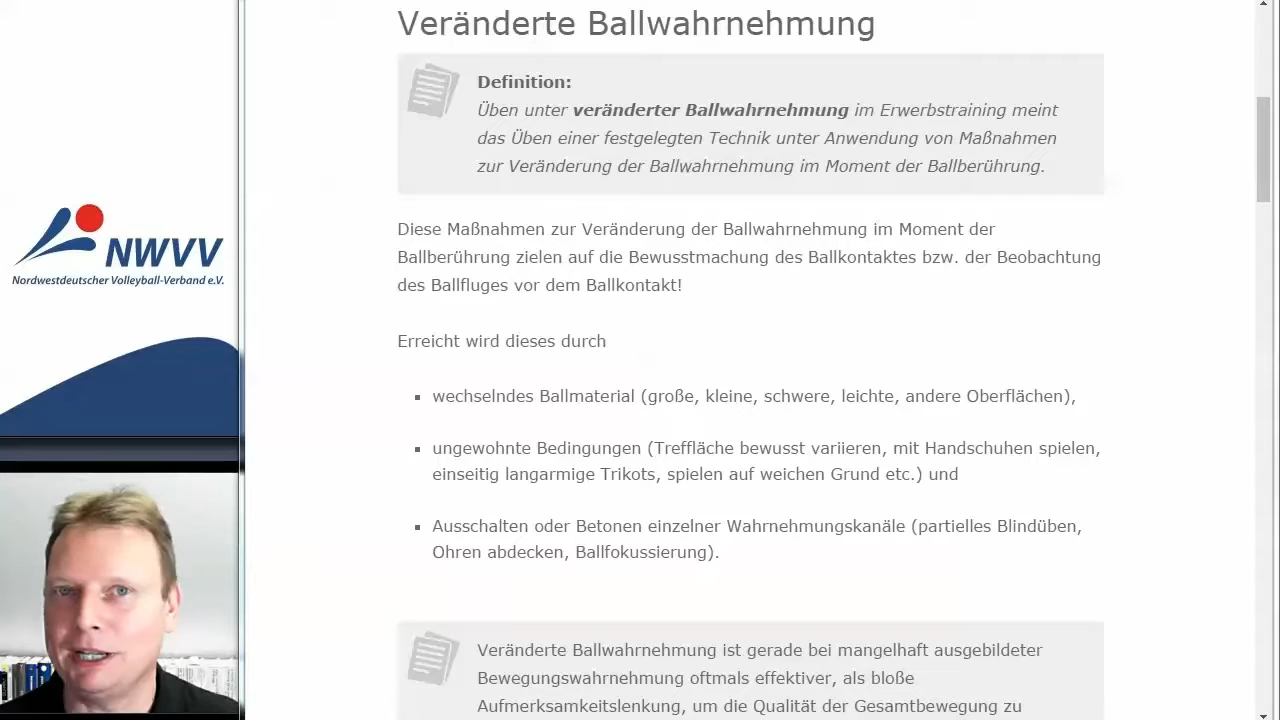 Veränderte Ballwahrnehmung
Definition:
Üben unter veränderter Ballwahrnehmung im Erwerbstraining meint
das Üben einer festgelegten Technik unter Anwendung von Maßnahmen
zur Veränderung der Ballwahrnehmung im Moment der Ballberührung.
Diese Maßnahmen zur Veränderung der Ballwahrnehmung im Moment der
Ballberührung zielen auf die Bewusstmachung des Ballkontaktes bzw. der Beobachtung
des Ballfluges vor dem Ballkontakt!
Erreicht wird dieses durch
wechselndes Ballmaterial (große, kleine, schwere, leichte, andere Oberflächen),
ungewohnte Bedingungen (Treffläche bewusst variieren, mit Handschuhen spielen,
einseitig langarmige Trikots, spielen auf weichen Grund etc.) und
Ausschalten oder Betonen einzelner Wahrnehmungskanäle (partielles Blindüben,
Ohren abdecken, Ballfokussierung).
Veränderte Ballwahrnehmung ist gerade bei mangelhaft ausgebildeter
Bewegungswahrnehmung oftmals effektiver, als bloße
Aufmerksamkeitslenkung, um die Qualität der Gesamtbewegung zu
NWVV
Nordwestdeutscher Volleyball-Verband e.V.